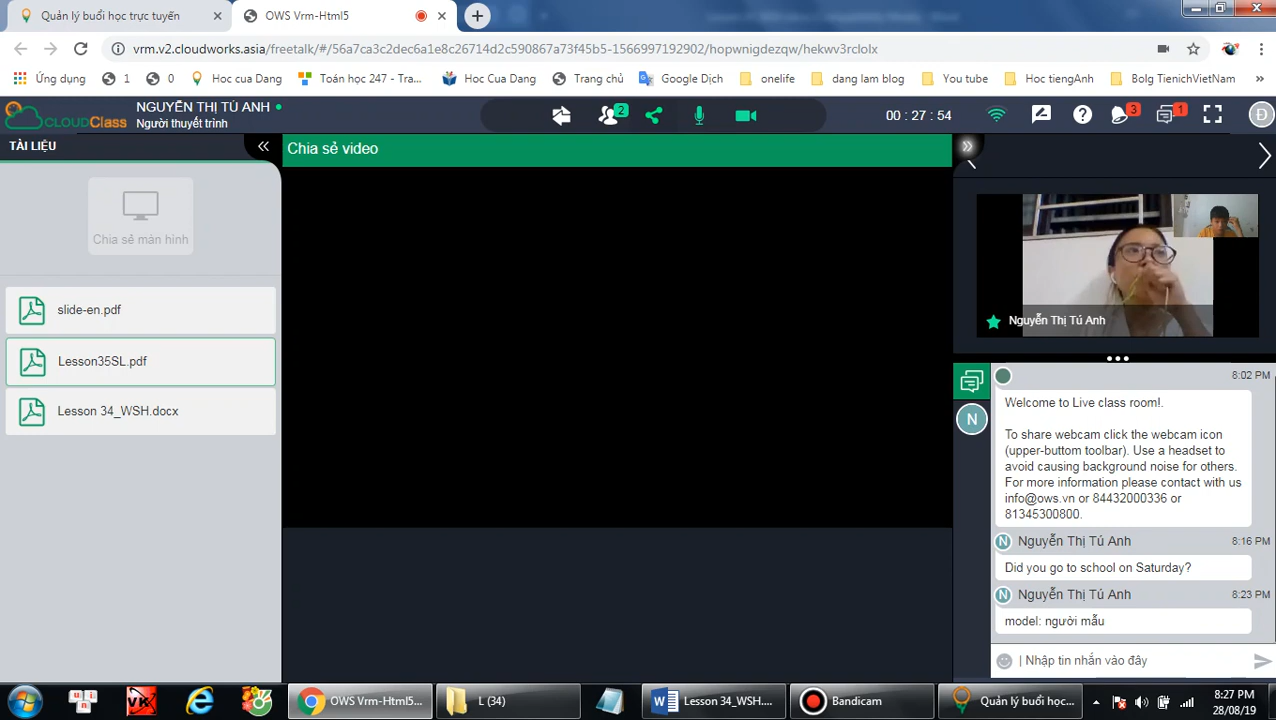 Quản lý buổi học trực tuyến
OWS Vrm-Html5
vrm.v2.cloudworks.asia/freetalk/#/56a7ca3c2dec6a1e8c26714d2c590867a73f45b5-1566997192902/hopwnigdezqw/hekwv3rclolx
Ứng dụng
1
0
Học cua Dang
Toán học 247 - Tra...
Học Cua Dang
Trang chủ
Google Dịch
onelife
dang lam blog
You tube
Học tiengAnh
Bolg TienichVietNam
CLOUDClass
NGUYỄN THỊ TÚ ANH
Người thuyết trình
2
00 : 27 : 54
3
1
Đ
TÀI LIỆU
Chia sẻ màn hình
slide-en.pdf
Lesson35SL.pdf
Lesson 34_WSH.docx
Chia sẻ video
Nguyễn Thị Tú Anh
8:02 PM
N
Welcome to Live class room!.
To share webcam click the webcam icon
(upper-buttom toolbar). Use a headset to
avoid causing background noise for others.
For more information please contact with us
info@ows.vn or 84432000336 or
81345300800.
N Nguyễn Thị Tú Anh 8:16 PM
Did you go to school on Saturday?
N Nguyễn Thị Tú Anh 8:23 PM
model: người mẫu
Nhập tin nhắn vào đây
OWS Vrm-Html5...
L (34)
Lesson 34_WSH....
Bandicam
Quản lý buổi học...
8:27 PM
28/08/19